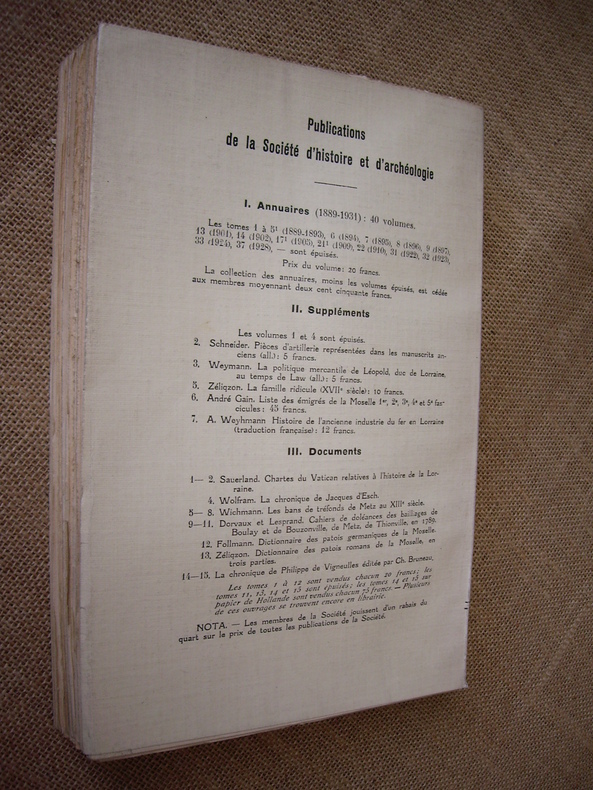 Publications
de la Société d'histoire et d'archéologie
I. Annuaires (1889-1931) : 40 volumes.
Les tomes 1 à 5¹ (1889-1893), 6 (1894), 7 (1895), 8 (1896), 9 (1897),
13 (1901), 14 (1902), 17¹ (1905), 21¹ (1909), 22 (1910), 31 (1922), 32 (1923),
33 (1924), 37 (1928), — sont épuisés.
Prix du volume: 20 francs.
La collection des annuaires, moins les volumes épuisés, est cédée
aux membres moyennant deux cent cinquante francs.
II. Suppléments
Les volumes 1 et 4 sont épuisés.
2. Schneider. Pièces d'artillerie représentées dans les manuscrits an-
ciens (all.) : 5 francs.
3. Weymann. La politique mercantile de Léopold, duc de Lorraine,
au temps de Law (all.) : 5 francs.
5. Zéliqzon. La famille ridicule (XVIIᵉ siècle) : 10 francs.
6. André Gain. Liste des émigrés de la Moselle 1ᵉʳ, 2ᵉ, 3ᵉ, 4ᵉ et 5ᵉ fas-
cicules : 45 francs.
7. A. Weyhmann Histoire de l'ancienne industrie du fer en Lorraine
(traduction française) : 12 francs.
III. Documents
1— 2. Sauerland. Chartes du Vatican relatives à l'histoire de la Lor-
raine.
4. Wolfram. La chronique de Jacques d'Esch.
5— 8. Wichmann. Les bans de tréfonds de Metz au XIIIᵉ siècle.
9—11. Dorvaux et Lesprand. Cahiers de doléances des bailliages de
Boulay et de Bouzonville, de Metz, de Thionville, en 1789.
12. Follmann. Dictionnaire des patois germaniques de la Moselle.
13. Zéliqzon. Dictionnaire des patois romans de la Moselle, en
trois parties.
14—15. La chronique de Philippe de Vigneulles éditée par Ch. Bruneau.
Les tomes 1 à 12 sont vendus chacun 20 francs; les
tomes 11, 13, 14 et 15 sont épuisés; les tomes 14 et 15 sur
papier de Hollande sont vendus chacun 75 francs. — Plusieurs
de ces ouvrages se trouvent encore en librairie.
NOTA. — Les membres de la Société jouissent d'un rabais du
quart sur le prix de toutes les publications de la Société.